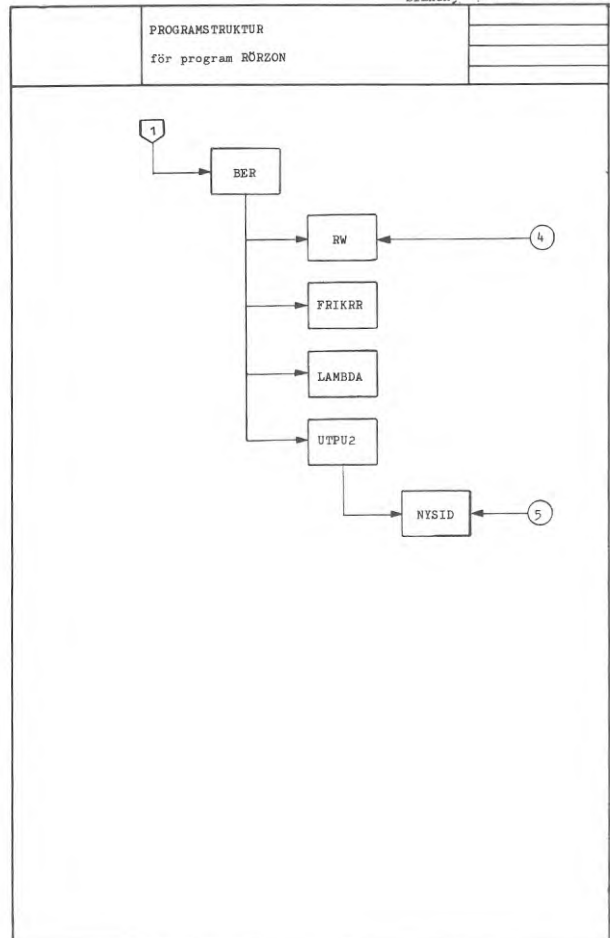 PROGRAMSTRUKTUR
för program RÖRZON
1
BER
RW
4
FRIKRR
LAMBDA
UTPU2
NYSID
5